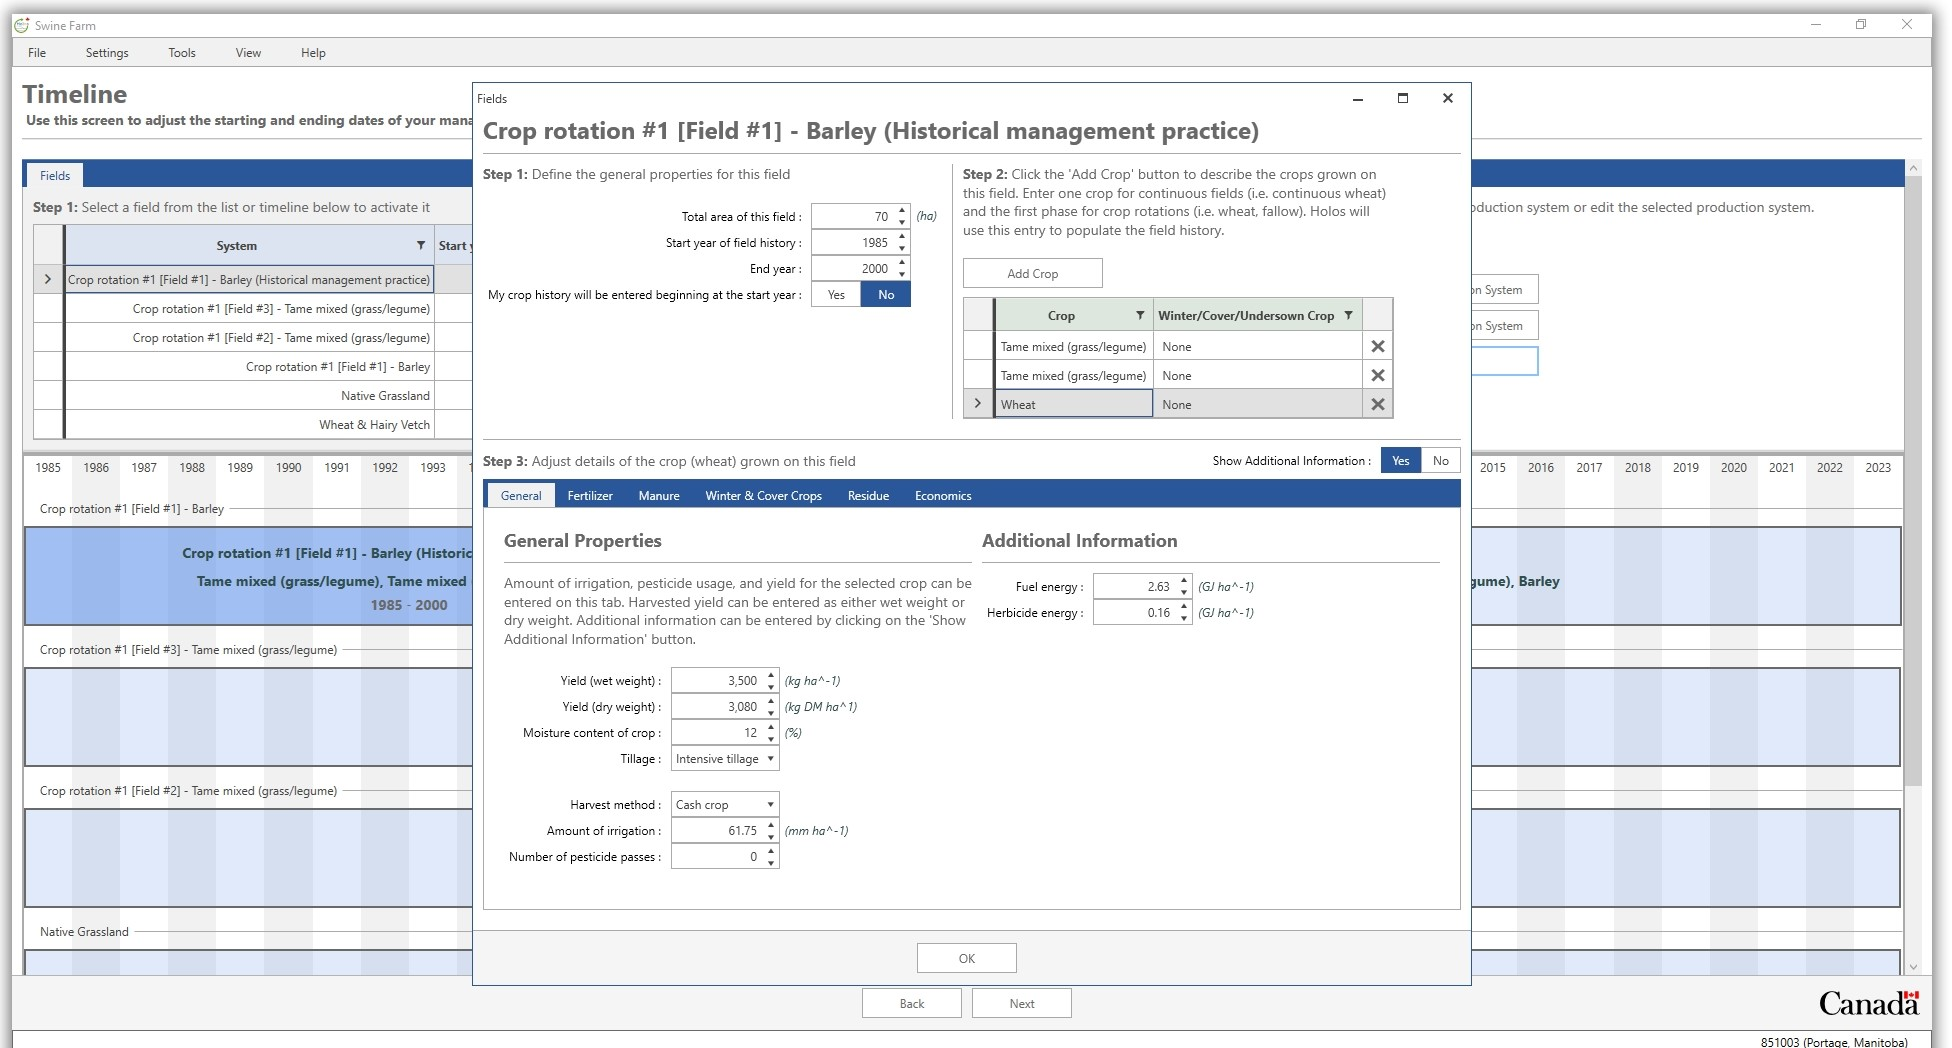 Swine Farm
File Settings Tools View Help
Timeline
Use this screen to adjust the starting and ending dates of your mana
Fields
Step 1: Select a field from the list or timeline below to activate it
System Start y
Crop rotation #1 [Field #1] - Barley (Historical management practice)
Crop rotation #1 [Field #3] - Tame mixed (grass/legume)
Crop rotation #1 [Field #2] - Tame mixed (grass/legume)
Crop rotation #1 [Field #1] - Barley
Native Grassland
Wheat & Hairy Vetch
oduction system or edit the selected production system.
on System
on System
1985 1986 1987 1988 1989 1990 1991 1992 1993 1
2015 2016 2017 2018 2019 2020 2021 2022 2023
Crop rotation #1 [Field #1] - Barley
Crop rotation #1 [Field #1] - Barley (Historic
Tame mixed (grass/legume), Tame mixed
gume), Barley
1985 - 2000
Crop rotation #1 [Field #3] - Tame mixed (grass/legume)
Crop rotation #1 [Field #2] - Tame mixed (grass/legume)
Native Grassland
Fields
Crop rotation #1 [Field #1] - Barley (Historical management practice)
Step 1: Define the general properties for this field
Total area of this field : 70 (ha)
Start year of field history : 1985
End year : 2000
My crop history will be entered beginning at the start year : Yes No
Step 2: Click the 'Add Crop' button to describe the crops grown on
this field. Enter one crop for continuous fields (i.e. continuous wheat)
and the first phase for crop rotations (i.e. wheat, fallow). Holos will
use this entry to populate the field history.
Add Crop
Crop Winter/Cover/Undersown Crop
Tame mixed (grass/legume) None
Tame mixed (grass/legume) None
Wheat None
Step 3: Adjust details of the crop (wheat) grown on this field
Show Additional Information : Yes No
General Fertilizer Manure Winter & Cover Crops Residue Economics
General Properties
Amount of irrigation, pesticide usage, and yield for the selected crop can be
entered on this tab. Harvested yield can be entered as either wet weight or
dry weight. Additional information can be entered by clicking on the 'Show
Additional Information' button.
Yield (wet weight) : 3,500 (kg ha^-1)
Yield (dry weight) : 3,080 (kg DM ha^1)
Moisture content of crop : 12 (%)
Tillage : Intensive tillage
Harvest method : Cash crop
Amount of irrigation : 61.75 (mm ha^-1)
Number of pesticide passes : 0
Additional Information
Fuel energy : 2.63 (GJ ha^-1)
Herbicide energy : 0.16 (GJ ha^-1)
OK
Back Next
Canada
851003 (Portage, Manitoba)